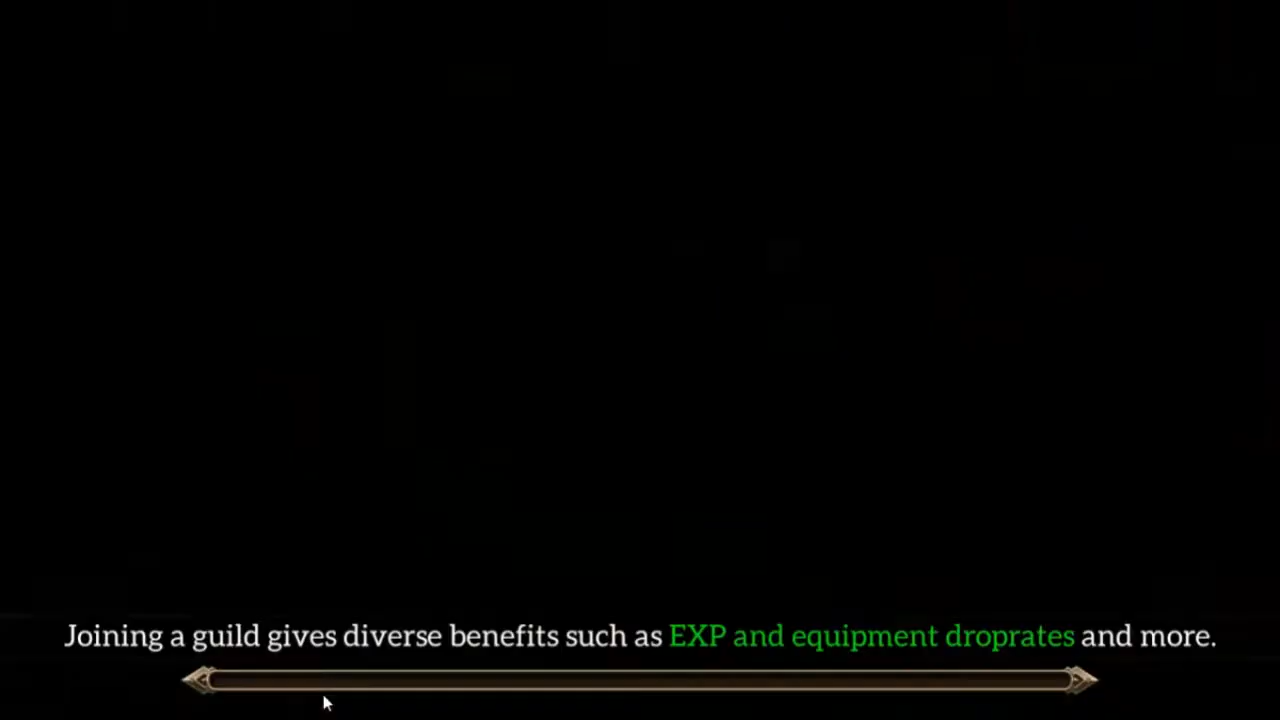 Joining a guild gives diverse benefits such as EXP and equipment droprates and more.